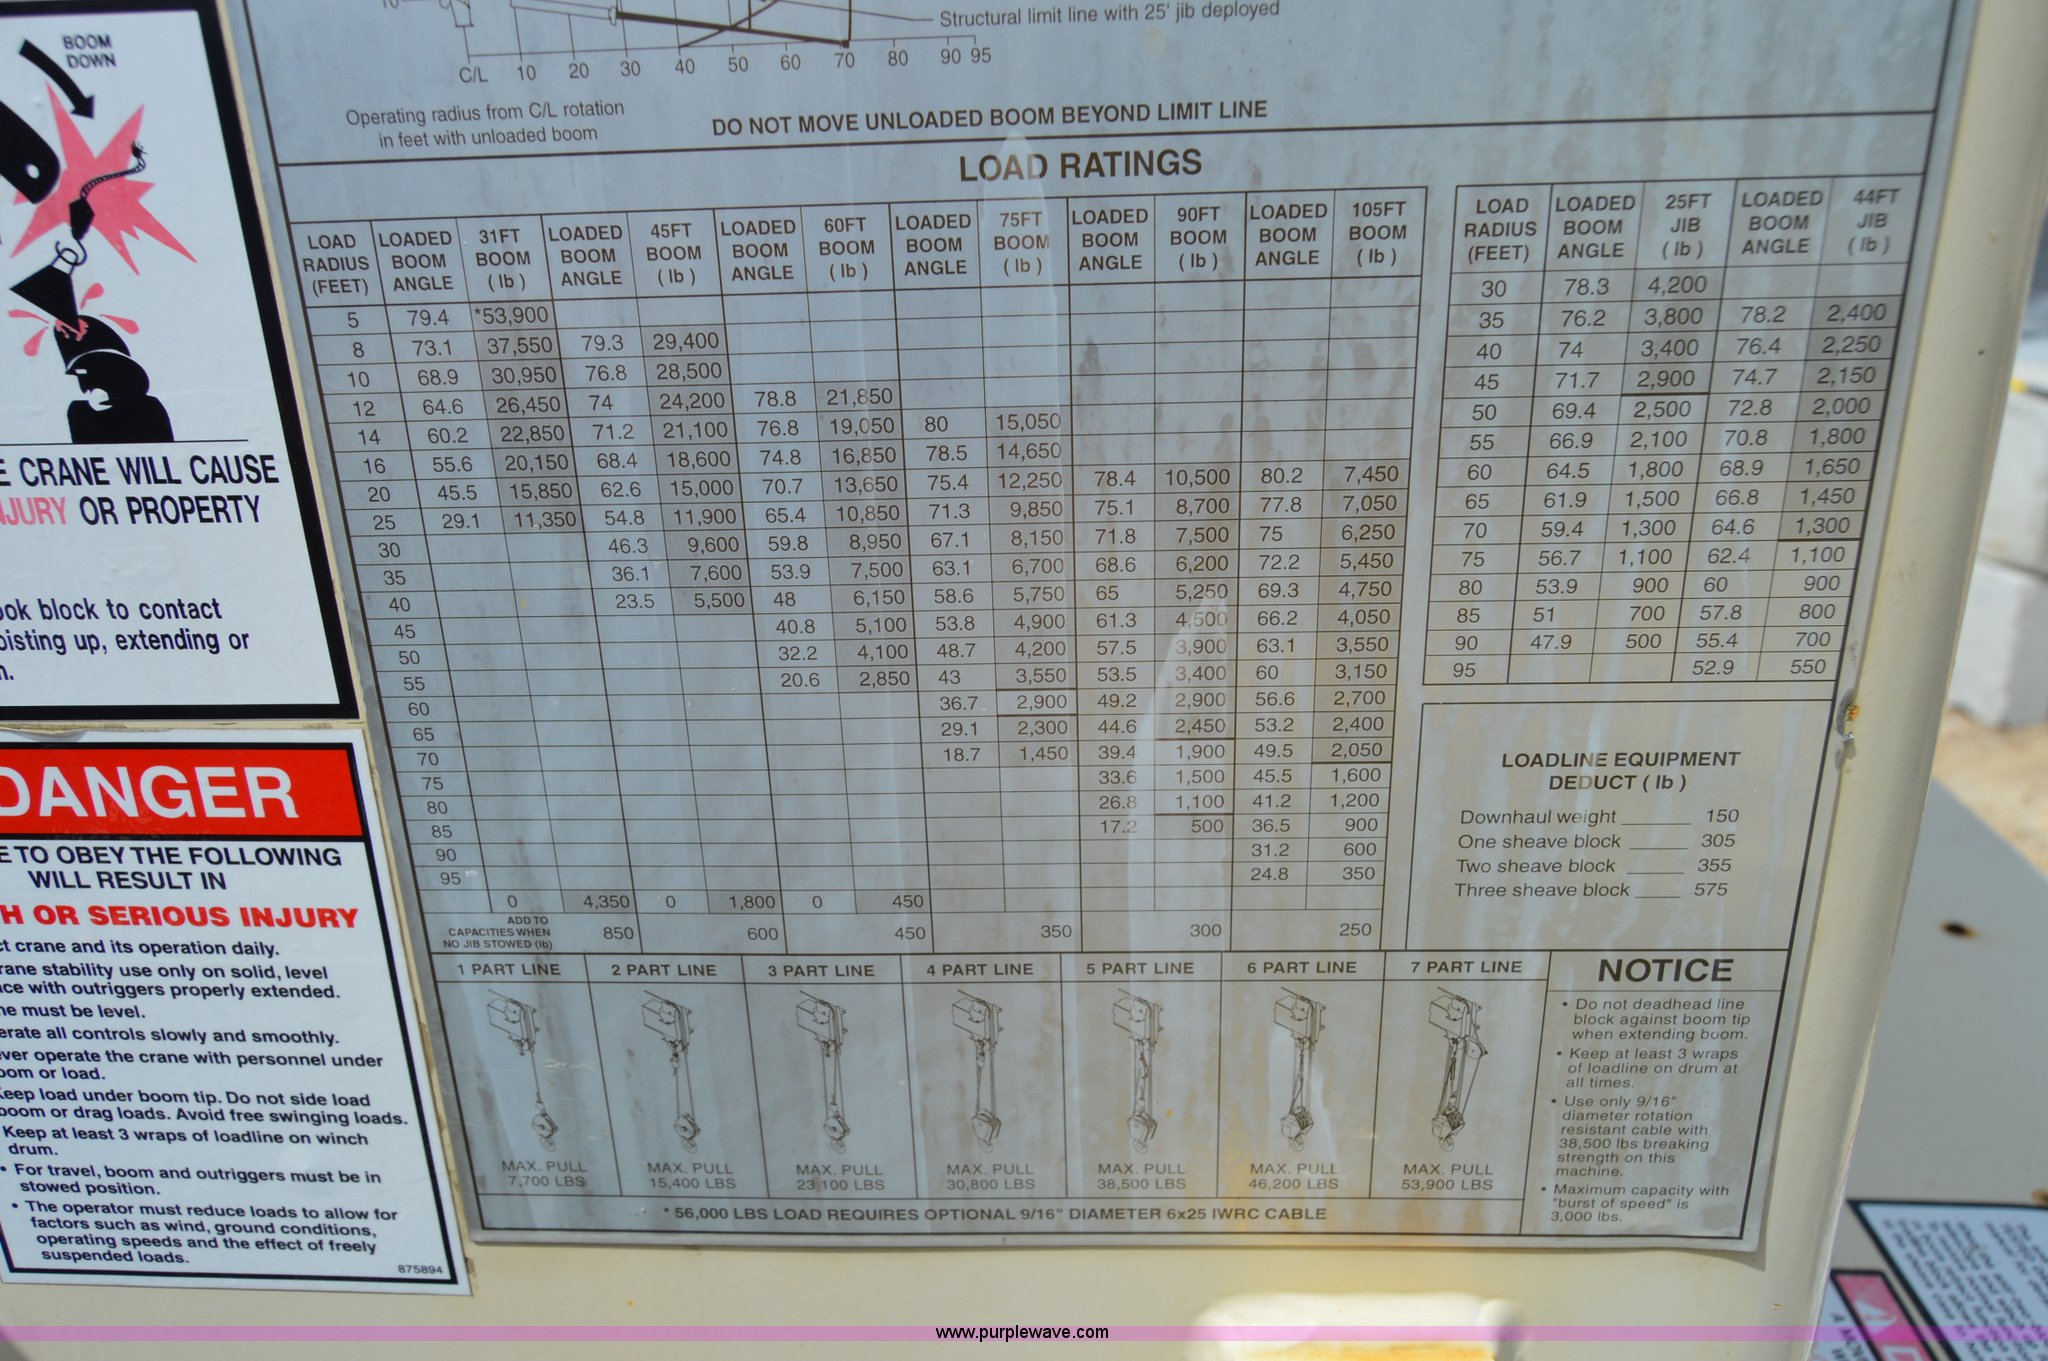 BOOM
DOWN
E CRANE WILL CAUSE
NJURY OR PROPERTY
ook block to contact
oisting up, extending or
n.
DANGER
E TO OBEY THE FOLLOWING
WILL RESULT IN
H OR SERIOUS INJURY
ct crane and its operation daily.
rane stability use only on solid, level
ace with outriggers properly extended.
ne must be level.
erate all controls slowly and smoothly.
ever operate the crane with personnel under
oom or load.
Keep load under boom tip. Do not side load
boom or drag loads. Avoid free swinging loads.
Keep at least 3 wraps of loadline on winch
drum.
• For travel, boom and outriggers must be in
stowed position.
• The operator must reduce loads to allow for
factors such as wind, ground conditions,
operating speeds and the effect of freely
suspended loads.
875894
Structural limit line with 25' jib deployed
10
C/L 10 20 30 40 50 60 70 80 90 95
Operating radius from C/L rotation
in feet with unloaded boom
DO NOT MOVE UNLOADED BOOM BEYOND LIMIT LINE
LOAD RATINGS
LOAD LOADED 31FT LOADED 45FT LOADED 60FT LOADED 75FT LOADED 90FT LOADED 105FT
RADIUS BOOM BOOM BOOM BOOM BOOM BOOM BOOM BOOM BOOM BOOM BOOM BOOM
(FEET) ANGLE ( lb ) ANGLE ( lb ) ANGLE ( lb ) ANGLE ( lb ) ANGLE ( lb ) ANGLE ( lb )
5 79.4 *53,900
8 73.1 37,550 79.3 29,400
10 68.9 30,950 76.8 28,500
12 64.6 26,450 74 24,200 78.8 21,850
14 60.2 22,850 71.2 21,100 76.8 19,050 80 15,050
16 55.6 20,150 68.4 18,600 74.8 16,850 78.5 14,650
20 45.5 15,850 62.6 15,000 70.7 13,650 75.4 12,250 78.4 10,500 80.2 7,450
25 29.1 11,350 54.8 11,900 65.4 10,850 71.3 9,850 75.1 8,700 77.8 7,050
30 46.3 9,600 59.8 8,950 67.1 8,150 71.8 7,500 75 6,250
35 36.1 7,600 53.9 7,500 63.1 6,700 68.6 6,200 72.2 5,450
40 23.5 5,500 48 6,150 58.6 5,750 65 5,250 69.3 4,750
45 40.8 5,100 53.8 4,900 61.3 4,500 66.2 4,050
50 32.2 4,100 48.7 4,200 57.5 3,900 63.1 3,550
55 20.6 2,850 43 3,550 53.5 3,400 60 3,150
60 36.7 2,900 49.2 2,900 56.6 2,700
65 29.1 2,300 44.6 2,450 53.2 2,400
70 18.7 1,450 39.4 1,900 49.5 2,050
75 33.6 1,500 45.5 1,600
80 26.8 1,100 41.2 1,200
85 17.2 500 36.5 900
90 31.2 600
95 24.8 350
0 4,350 0 1,800 0 450
ADD TO
CAPACITIES WHEN 850 600 450 350 300 250
NO JIB STOWED (lb)
LOAD LOADED 25FT LOADED 44FT
RADIUS BOOM JIB BOOM JIB
(FEET) ANGLE ( lb ) ANGLE ( lb )
30 78.3 4,200
35 76.2 3,800 78.2 2,400
40 74 3,400 76.4 2,250
45 71.7 2,900 74.7 2,150
50 69.4 2,500 72.8 2,000
55 66.9 2,100 70.8 1,800
60 64.5 1,800 68.9 1,650
65 61.9 1,500 66.8 1,450
70 59.4 1,300 64.6 1,300
75 56.7 1,100 62.4 1,100
80 53.9 900 60 900
85 51 700 57.8 800
90 47.9 500 55.4 700
95 52.9 550
LOADLINE EQUIPMENT
DEDUCT ( lb )
Downhaul weight ______ 150
One sheave block _____ 305
Two sheave block _____ 355
Three sheave block ____ 575
1 PART LINE 2 PART LINE 3 PART LINE 4 PART LINE 5 PART LINE 6 PART LINE 7 PART LINE
MAX. PULL MAX. PULL MAX. PULL MAX. PULL MAX. PULL MAX. PULL MAX. PULL
7,700 LBS 15,400 LBS 23,100 LBS 30,800 LBS 38,500 LBS 46,200 LBS 53,900 LBS
* 56,000 LBS LOAD REQUIRES OPTIONAL 9/16" DIAMETER 6x25 IWRC CABLE
NOTICE
• Do not deadhead line
block against boom tip
when extending boom.
• Keep at least 3 wraps
of loadline on drum at
all times.
• Use only 9/16"
diameter rotation
resistant cable with
38,500 lbs breaking
strength on this
machine.
• Maximum capacity with
"burst of speed" is
3,000 lbs.
www.purplewave.com